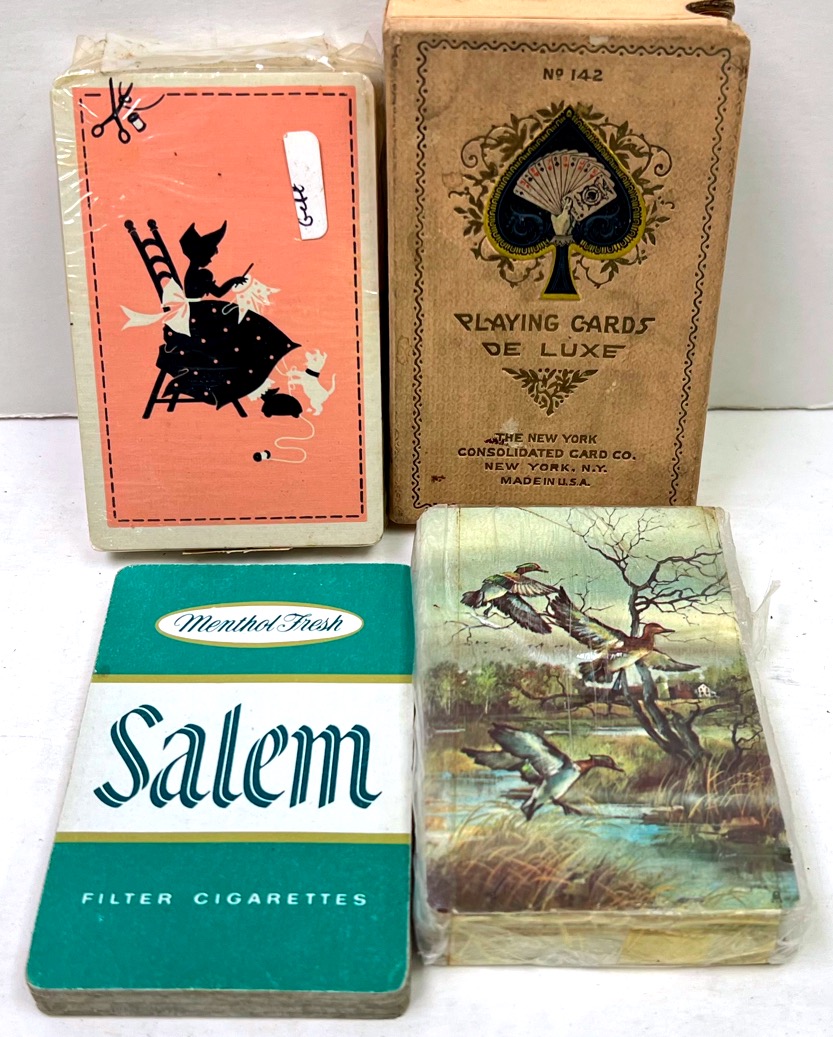 Nº 142
PLAYING CARDS
DE LUXE
THE NEW YORK
CONSOLIDATED CARD CO.
NEW YORK, N.Y.
MADE IN U.S.A.
Menthol Fresh
Salem
FILTER CIGARETTES